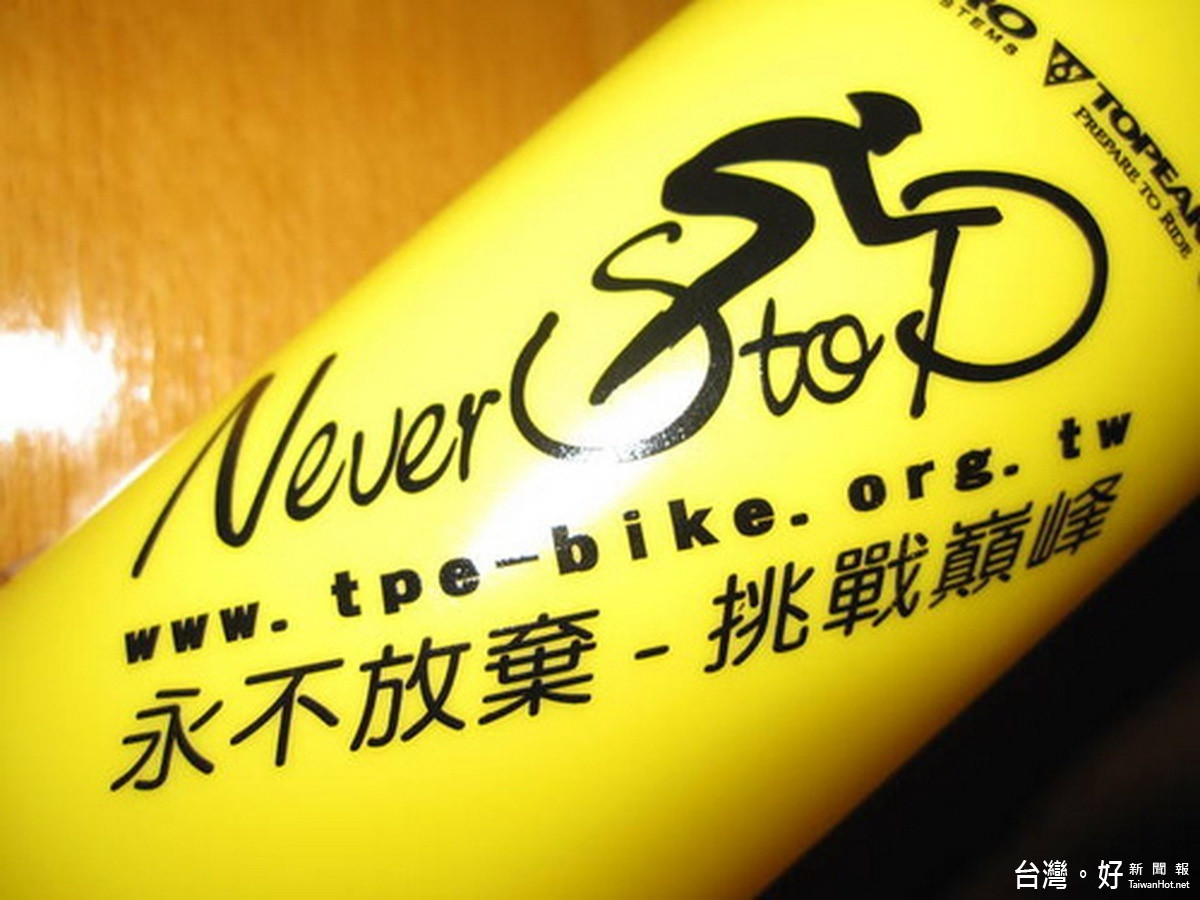 STEMS
TOPEAK
PREPARE TO RIDE
Never Stop
www.tpe-bike.org.tw
永不放棄-挑戰巔峰
台灣。好新聞報
TaiwanHot.net